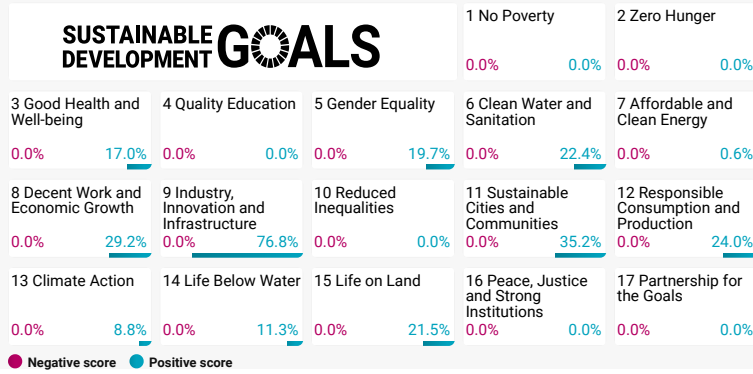 SUSTAINABLE
DEVELOPMENT
GOALS
1 No Poverty
0.0% 0.0%
2 Zero Hunger
0.0% 0.0%
3 Good Health and
Well-being
0.0% 17.0%
4 Quality Education
0.0% 0.0%
5 Gender Equality
0.0% 19.7%
6 Clean Water and
Sanitation
0.0% 22.4%
7 Affordable and
Clean Energy
0.0% 0.6%
8 Decent Work and
Economic Growth
0.0% 29.2%
9 Industry,
Innovation and
Infrastructure
0.0% 76.8%
10 Reduced
Inequalities
0.0% 0.0%
11 Sustainable
Cities and
Communities
0.0% 35.2%
12 Responsible
Consumption and
Production
0.0% 24.0%
13 Climate Action
0.0% 8.8%
14 Life Below Water
0.0% 11.3%
15 Life on Land
0.0% 21.5%
16 Peace, Justice
and Strong
Institutions
0.0% 0.0%
17 Partnership for
the Goals
0.0% 0.0%
Negative score Positive score